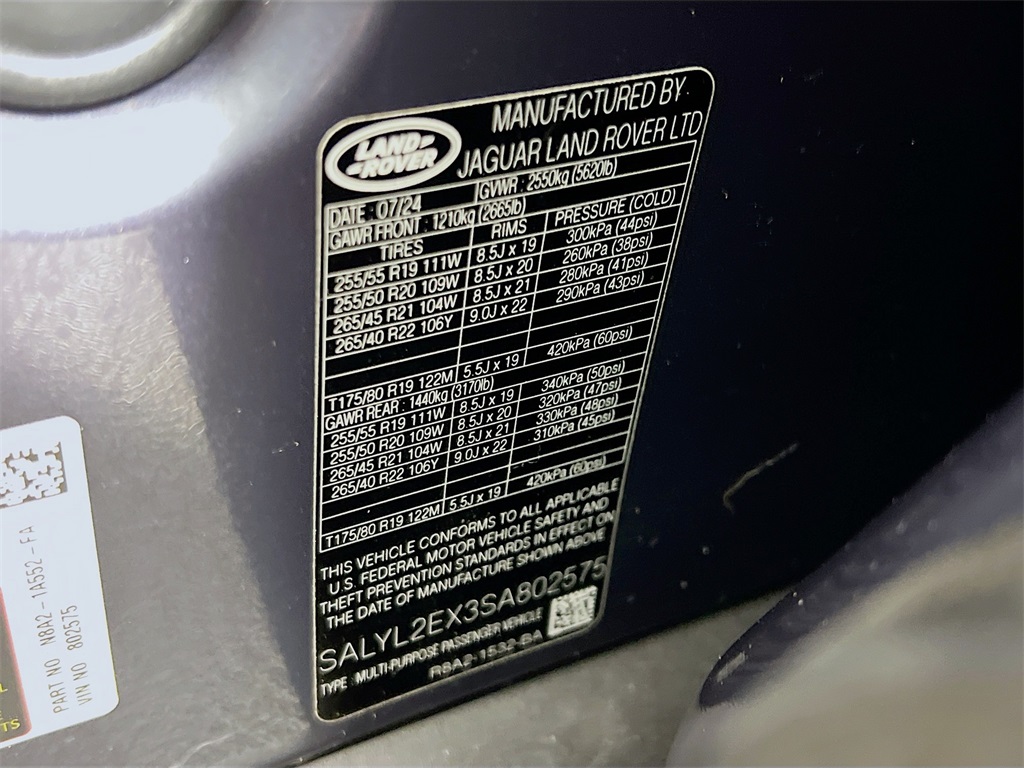 LAND ROVER
MANUFACTURED BY
JAGUAR LAND ROVER LTD
DATE : 07/24 GVWR : 2550kg (5620lb)
GAWR FRONT : 1210kg (2665lb)
TIRES RIMS PRESSURE (COLD)
255/55 R19 111W 8.5J x 19 300kPa (44psi)
255/50 R20 109W 8.5J x 20 260kPa (38psi)
265/45 R21 104W 8.5J x 21 280kPa (41psi)
265/40 R22 106Y 9.0J x 22 290kPa (43psi)
T175/80 R19 122M 5.5J x 19 420kPa (60psi)
GAWR REAR : 1440kg (3170lb)
255/55 R19 111W 8.5J x 19 340kPa (50psi)
255/50 R20 109W 8.5J x 20 320kPa (47psi)
265/45 R21 104W 8.5J x 21 330kPa (48psi)
265/40 R22 106Y 9.0J x 22 310kPa (45psi)
T175/80 R19 122M 5.5J x 19 420kPa (60psi)
THIS VEHICLE CONFORMS TO ALL APPLICABLE
U.S. FEDERAL MOTOR VEHICLE SAFETY AND
THEFT PREVENTION STANDARDS IN EFFECT ON
THE DATE OF MANUFACTURE SHOWN ABOVE
SALYL2EX3SA802575
TYPE : MULTI-PURPOSE PASSENGER VEHICLE
R8A2-1532-BA
PART NO N8A2-1A552-FA
VIN NO 802575